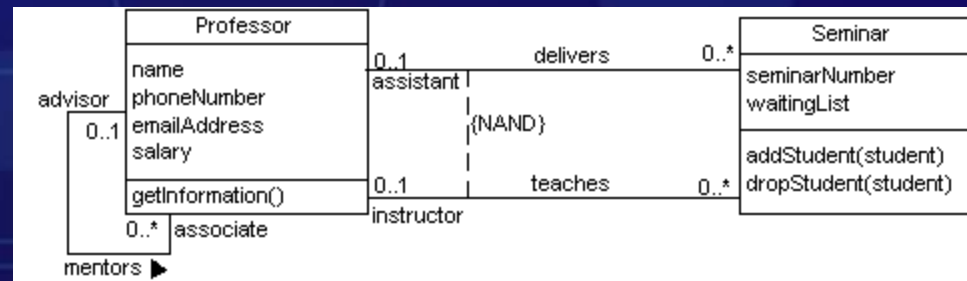 Professor
name
phoneNumber
emailAddress
salary
getInformation()
advisor
0..1
0..*
associate
mentors ▶
0..1
assistant
delivers
0..*
{NAND}
0..1
instructor
teaches
0..*
Seminar
seminarNumber
waitingList
addStudent(student)
dropStudent(student)